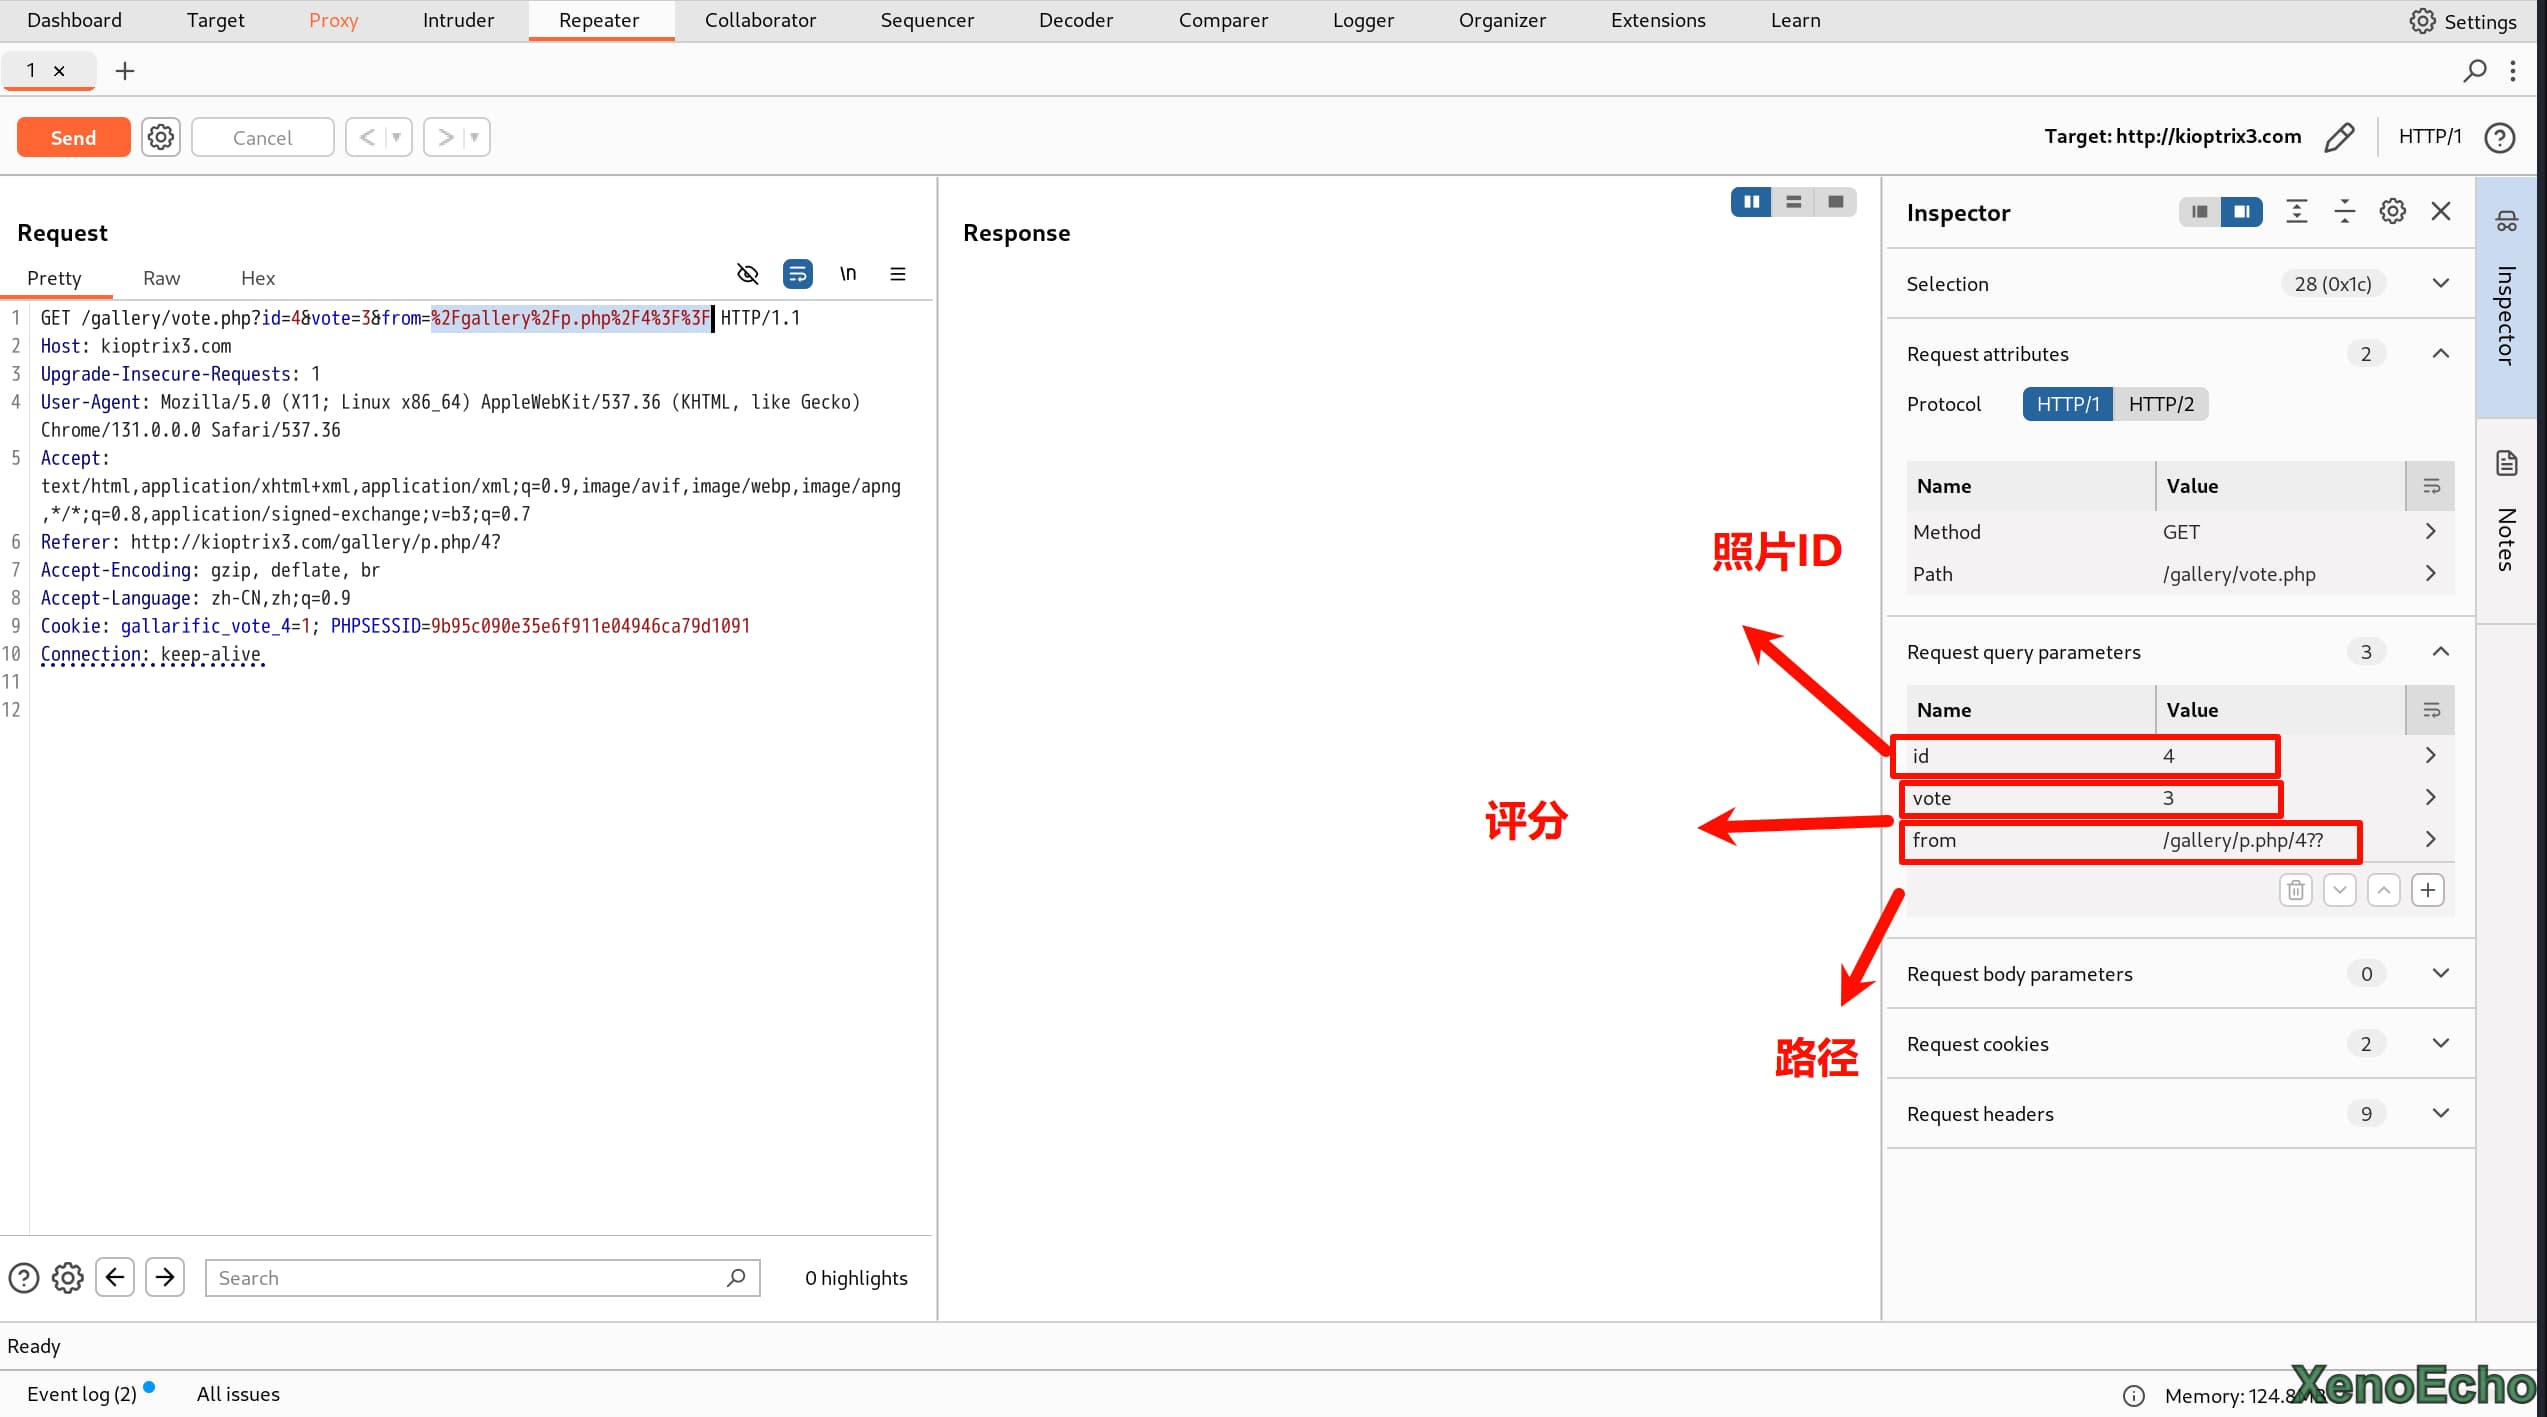 Dashboard Target Proxy Intruder Repeater Collaborator Sequencer Decoder Comparer Logger Organizer Extensions Learn Settings
1 ×
Send Cancel Target: http://kioptrix3.com HTTP/1
Request
Pretty Raw Hex \n
1 GET /gallery/vote.php?id=4&vote=3&from=%2Fgallery%2Fp.php%2F4%3F%3F HTTP/1.1
2 Host: kioptrix3.com
3 Upgrade-Insecure-Requests: 1
4 User-Agent: Mozilla/5.0 (X11; Linux x86_64) AppleWebKit/537.36 (KHTML, like Gecko)
Chrome/131.0.0.0 Safari/537.36
5 Accept:
text/html,application/xhtml+xml,application/xml;q=0.9,image/avif,image/webp,image/apng
,*/*;q=0.8,application/signed-exchange;v=b3;q=0.7
6 Referer: http://kioptrix3.com/gallery/p.php/4?
7 Accept-Encoding: gzip, deflate, br
8 Accept-Language: zh-CN,zh;q=0.9
9 Cookie: gallarific_vote_4=1; PHPSESSID=9b95c090e35e6f911e04946ca79d1091
10 Connection: keep-alive
11
12
Search 0 highlights
Response
照片ID
评分
路径
Inspector
Selection 28 (0x1c)
Request attributes 2
Protocol HTTP/1 HTTP/2
Name Value
Method GET
Path /gallery/vote.php
Request query parameters 3
Name Value
id 4
vote 3
from /gallery/p.php/4??
Request body parameters 0
Request cookies 2
Request headers 9
Inspector
Notes
Ready
Event log (2) All issues Memory: 124.8MB
XenoEcho